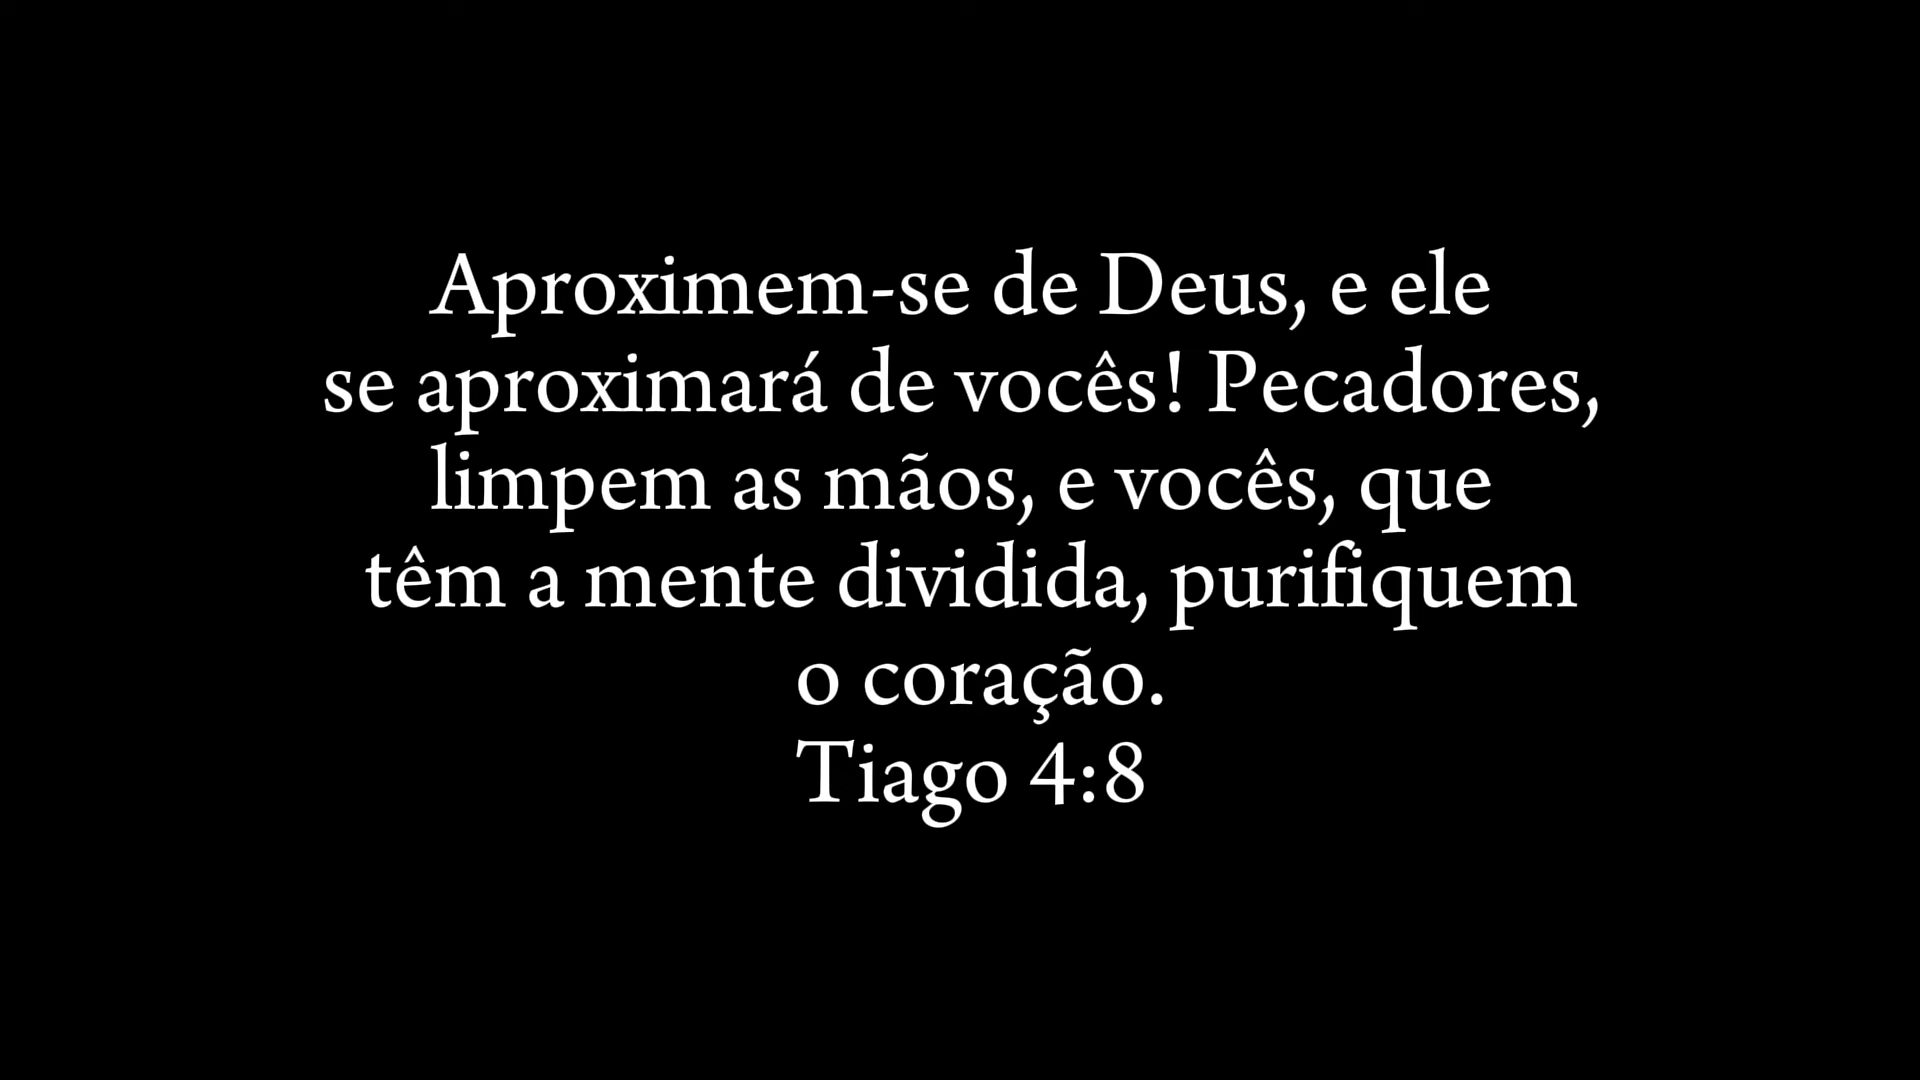 Aproximem-se de Deus, e ele
se aproximará de vocês! Pecadores,
limpem as mãos, e vocês, que
têm a mente dividida, purifiquem
o coração.
Tiago 4:8